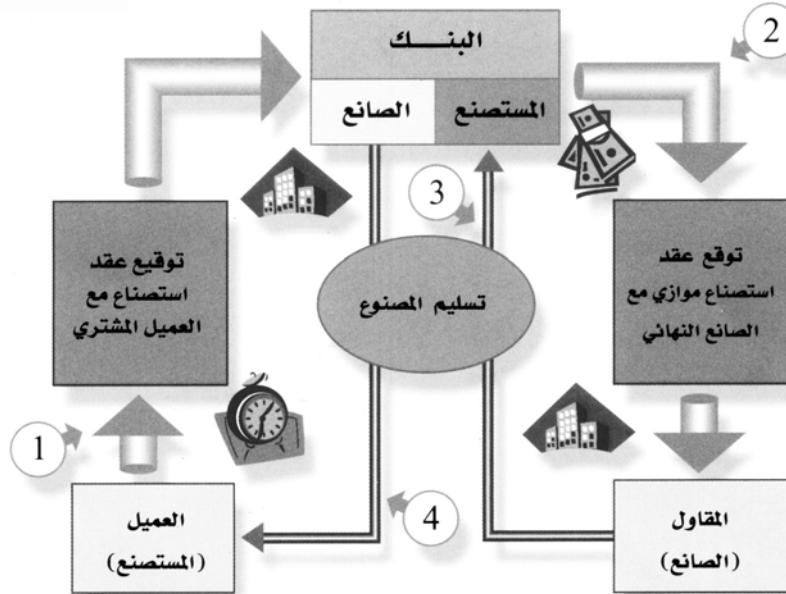 البنـــك
المستصنع
الصانع
2
3
توقع عقد
استصناع موازي مع
الصانع النهائي
توقيع عقد
استصناع مع
العميل المشتري
تسليم المصنوع
1
4
المقاول
(الصانع)
العميل
(المستصنع)